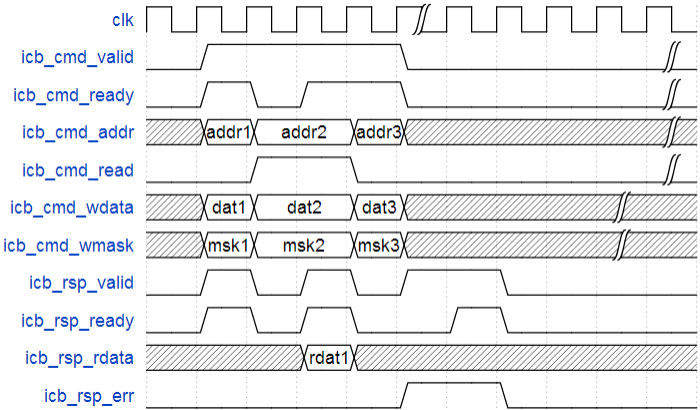 clk
icb_cmd_valid
icb_cmd_ready
icb_cmd_addr addr1 addr2 addr3
icb_cmd_read
icb_cmd_wdata dat1 dat2 dat3
icb_cmd_wmask msk1 msk2 msk3
icb_rsp_valid
icb_rsp_ready
icb_rsp_rdata rdat1
icb_rsp_err